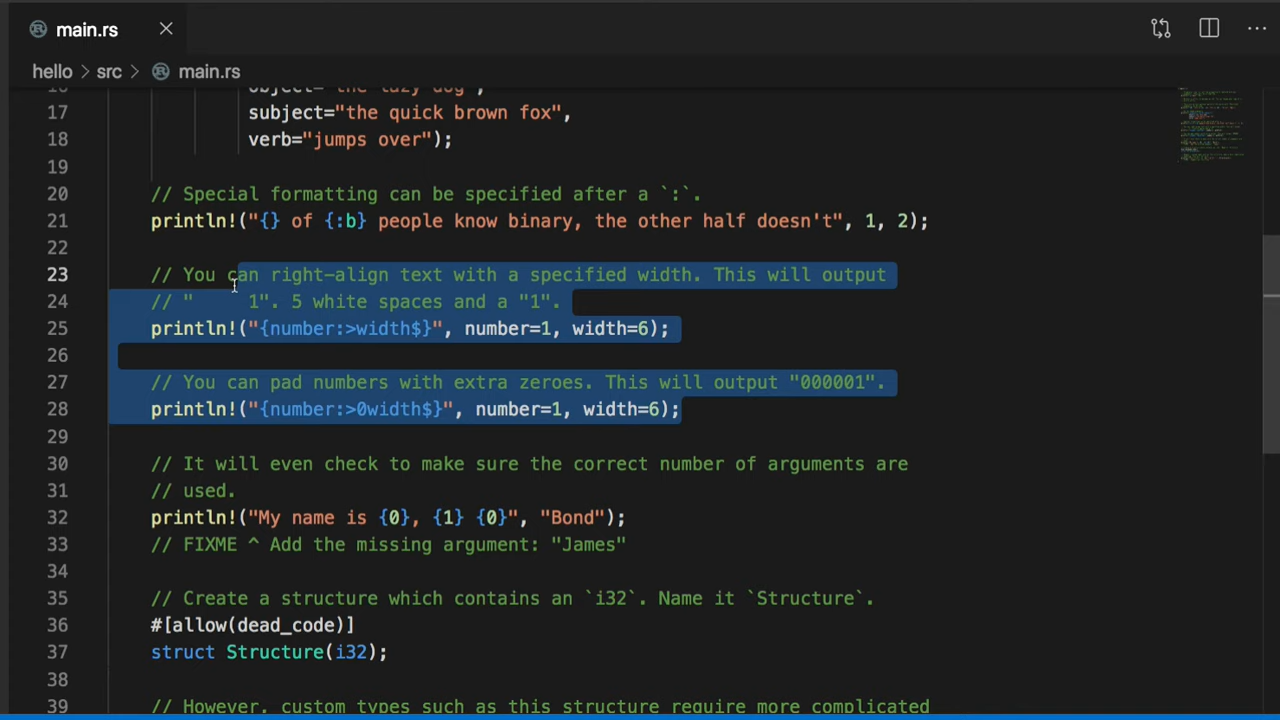 main.rs
hello > src > main.rs
16 object="the lazy dog",
17 subject="the quick brown fox",
18 verb="jumps over");
19
20 // Special formatting can be specified after a `:`.
21 println!("{} of {:b} people know binary, the other half doesn't", 1, 2);
22
23 // You can right-align text with a specified width. This will output
24 // "     1". 5 white spaces and a "1".
25 println!("{number:>width$}", number=1, width=6);
26
27 // You can pad numbers with extra zeroes. This will output "000001".
28 println!("{number:>0width$}", number=1, width=6);
29
30 // It will even check to make sure the correct number of arguments are
31 // used.
32 println!("My name is {0}, {1} {0}", "Bond");
33 // FIXME ^ Add the missing argument: "James"
34
35 // Create a structure which contains an `i32`. Name it `Structure`.
36 #[allow(dead_code)]
37 struct Structure(i32);
38
39 // However, custom types such as this structure require more complicated